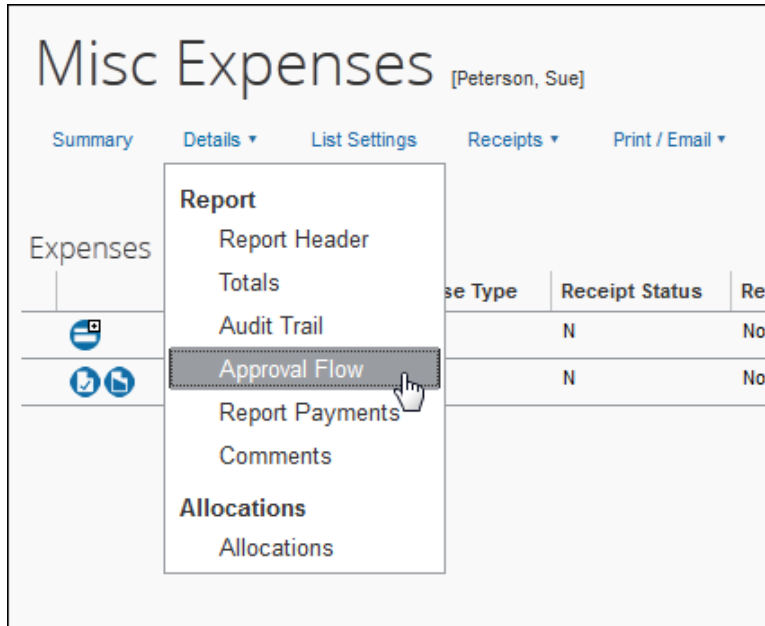 Misc Expenses [Peterson, Sue]
Summary Details List Settings Receipts Print / Email
Report
Report Header
Expenses
Totals
se Type Receipt Status Re
Audit Trail
N No
Approval Flow
N No
Report Payments
Comments
Allocations
Allocations